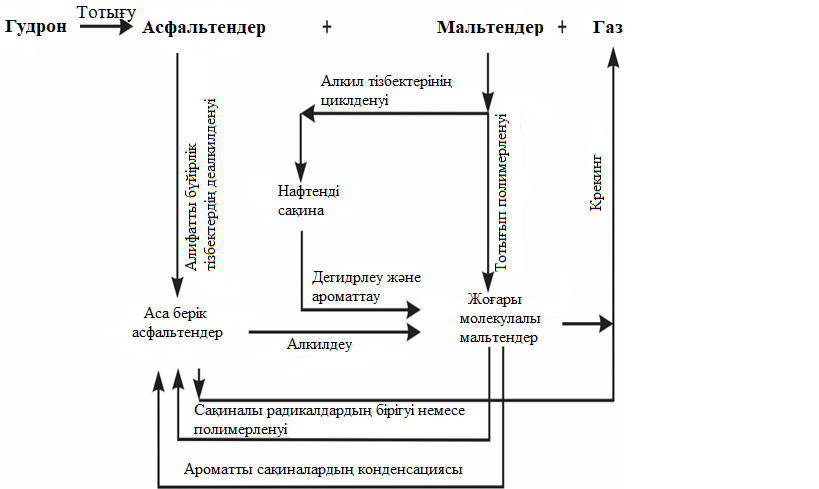 Гудрон Тотығу Асфальтендер + Мальтендер + Газ
Алкил тізбектерінің
циклденуі
Алифатты бүйірлік
тізбектердің деалкилденуі
Тотығып полимерленуі
Крекинг
Нафтенді
сақина
Дегидрлеу және
ароматтау
Аса берік
асфальтендер
Жоғары
молекулалы
мальтендер
Алкилдеу
Сақиналы радикалдардың бірігуі немесе
полимерленуі
Ароматты сақиналардың конденсациясы